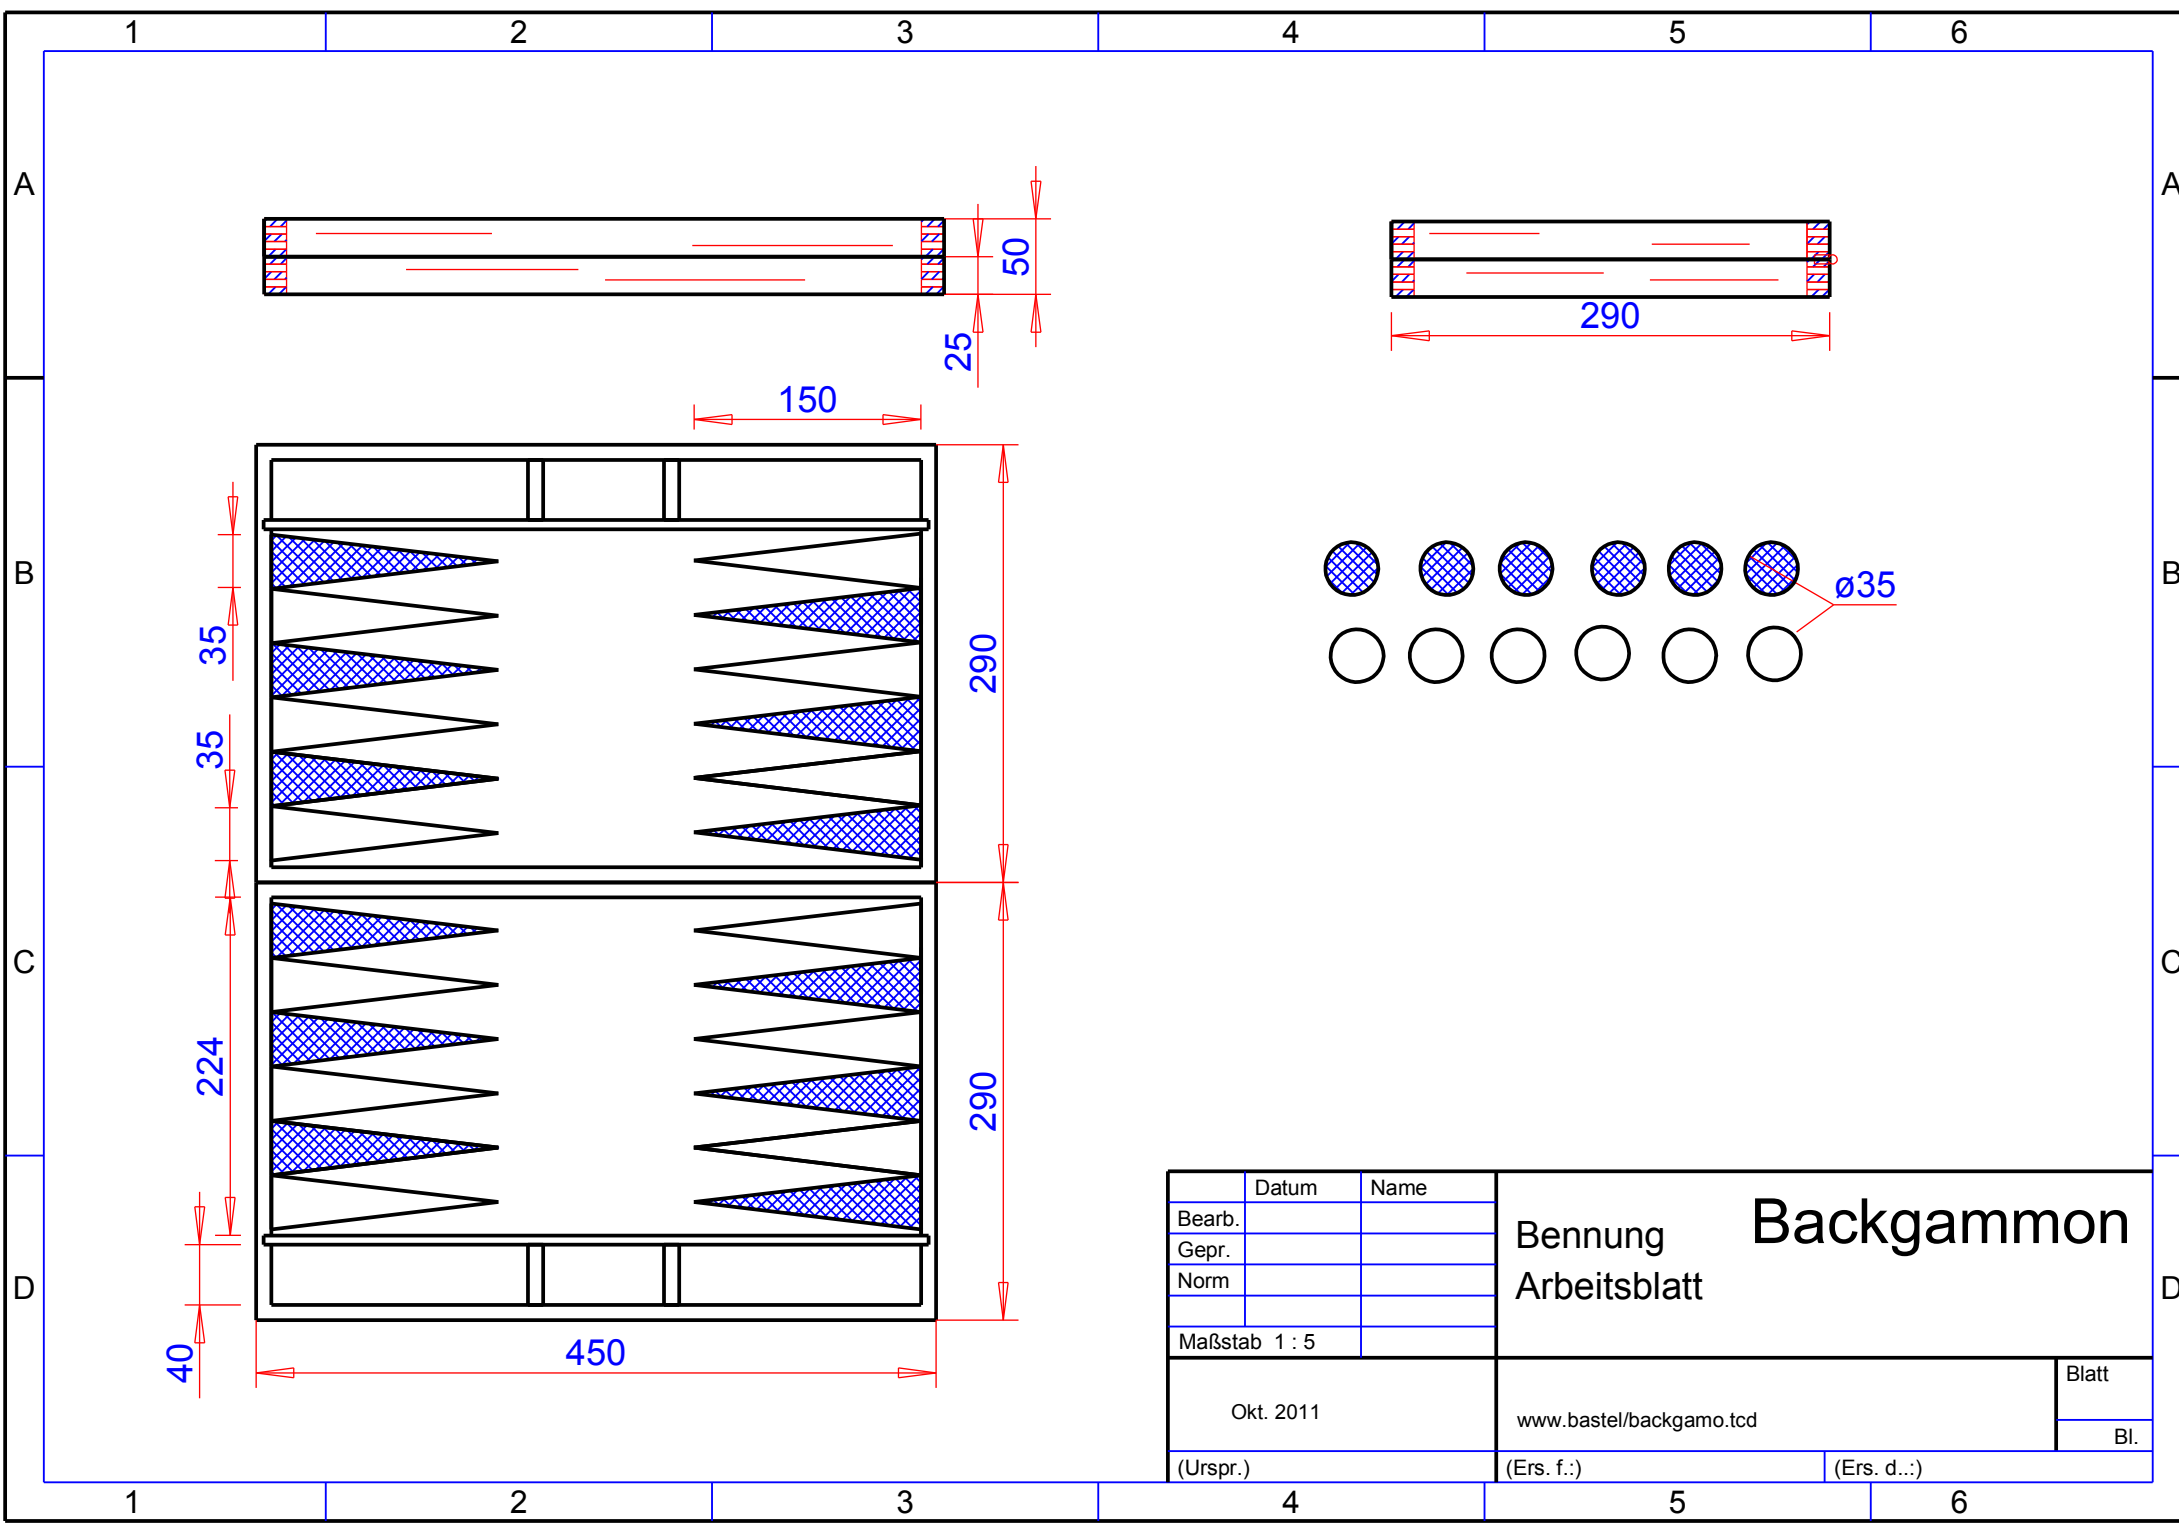 1 2 3 4 5 6
A A
50
290
25
150
B B
ø35
35
290
35
C C
224
290
Datum Name
Bearb.
Gepr.
Norm
Maßstab 1 : 5
Bennung Backgammon
Arbeitsblatt
D D
40
450
Okt. 2011
www.bastel/backgamo.tcd
Blatt
Bl.
(Urspr.) (Ers. f.:) (Ers. d..:)
1 2 3 4 5 6